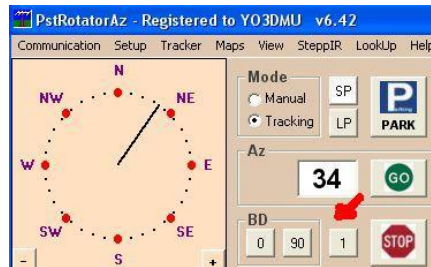 PstRotatorAz - Registered to YO3DMU v6.42
Communication Setup Tracker Maps View SteppIR LookUp Help
N
NW NE
W E
SW SE
S
- +
Mode
Manual
Tracking
SP
LP
P
PARK
Az
34
GO
BD
0 90 1
STOP